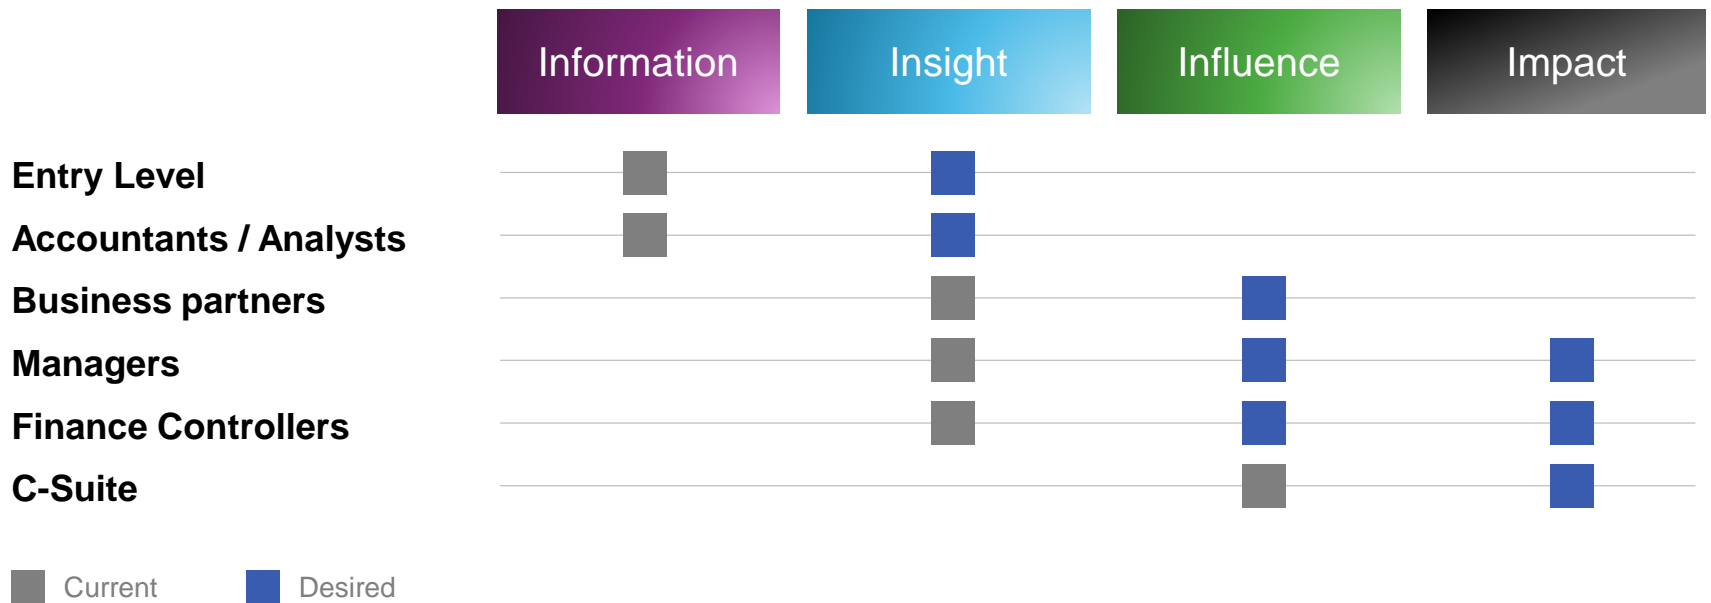 Information
Insight
Influence
Impact
Entry Level
Accountants / Analysts
Business partners
Managers
Finance Controllers
C-Suite
Current
Desired